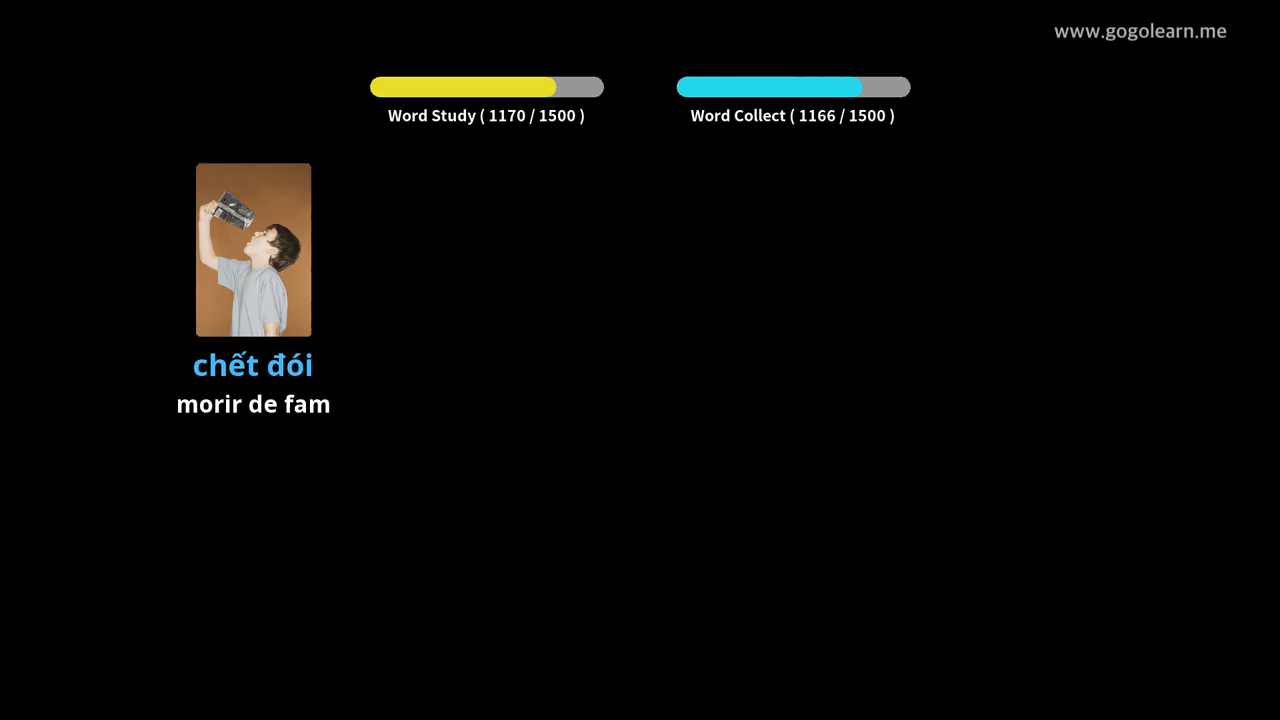 www.gogolearn.me
Word Study ( 1170 / 1500 )
Word Collect ( 1166 / 1500 )
chết đói
morir de fam